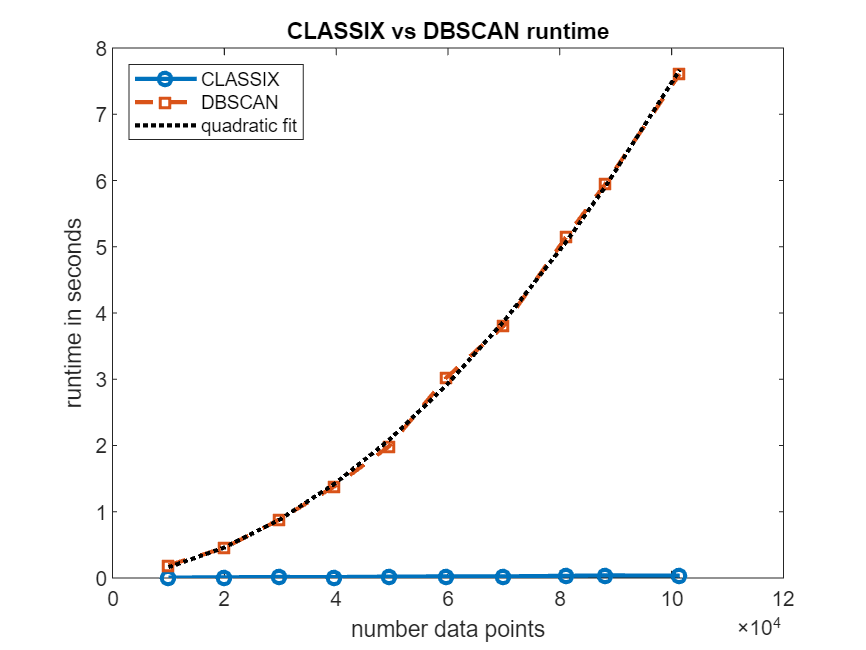 CLASSIX vs DBSCAN runtime
CLASSIX
DBSCAN
quadratic fit
runtime in seconds
8
7
6
5
4
3
2
1
0
0 2 4 6 8 10 12
number data points
×10⁴